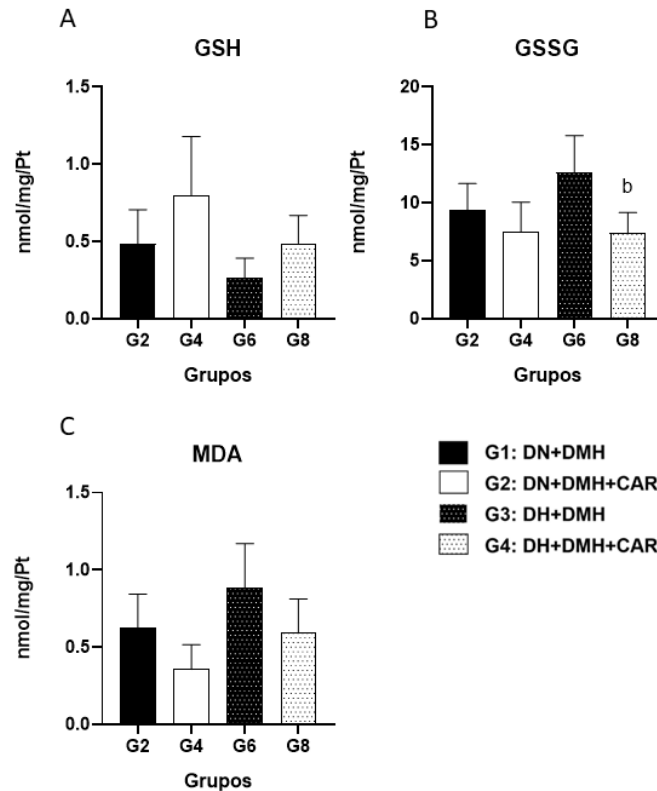 A
GSH
1.5
1.0
0.5
0.0
nmol/mg/Pt
G2 G4 G6 G8
Grupos
B
GSSG
20
15
10
5
0
nmol/mg/Pt
b
G2 G4 G6 G8
Grupos
C
MDA
1.5
1.0
0.5
0.0
nmol/mg/Pt
G2 G4 G6 G8
Grupos
G1: DN+DMH
G2: DN+DMH+CAR
G3: DH+DMH
G4: DH+DMH+CAR